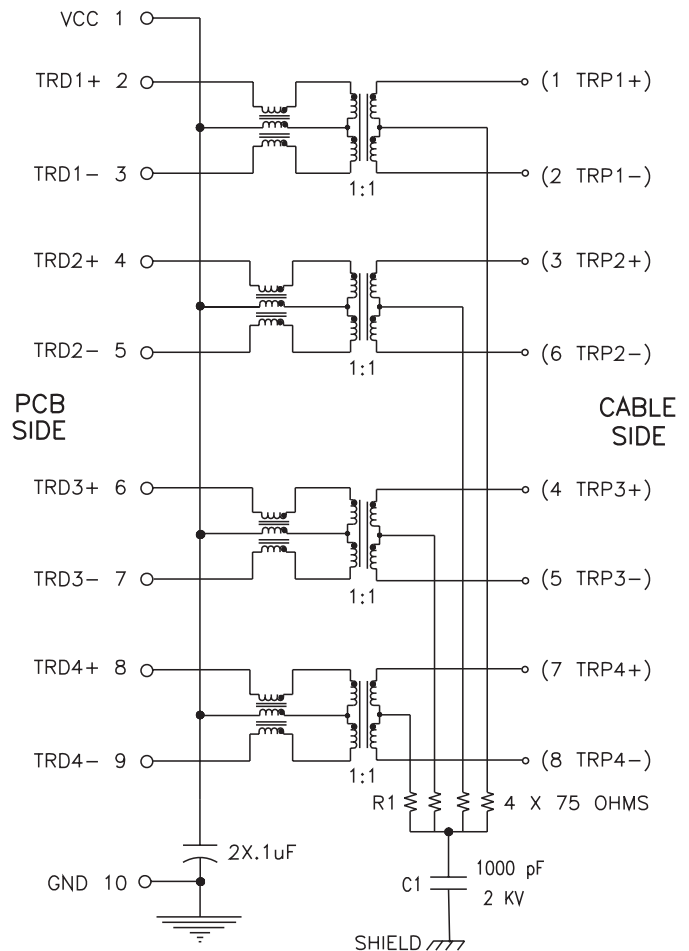 VCC 1
TRD1+ 2
(1 TRP1+)
TRD1- 3
(2 TRP1-)
1:1
TRD2+ 4
(3 TRP2+)
TRD2- 5
(6 TRP2-)
1:1
PCB
SIDE
CABLE
SIDE
TRD3+ 6
(4 TRP3+)
TRD3- 7
(5 TRP3-)
1:1
TRD4+ 8
(7 TRP4+)
TRD4- 9
(8 TRP4-)
1:1
R1
4 X 75 OHMS
2X.1uF
GND 10
C1
1000 pF
2 KV
SHIELD